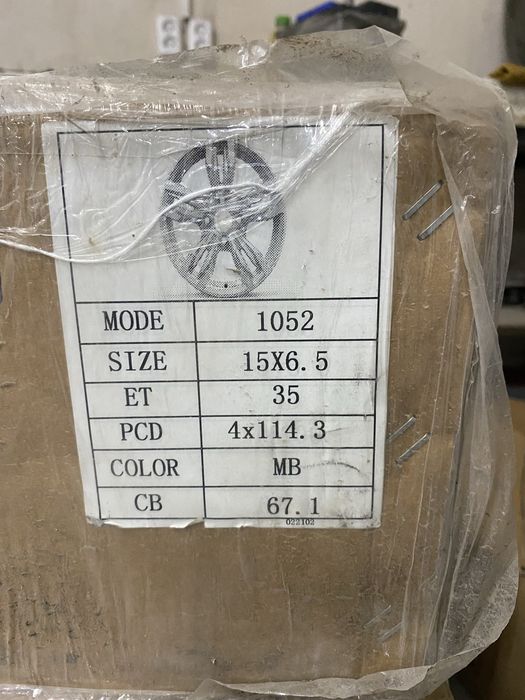 MODE 1052
SIZE 15X6.5
ET 35
PCD 4x114.3
COLOR MB
CB 67.1
022102